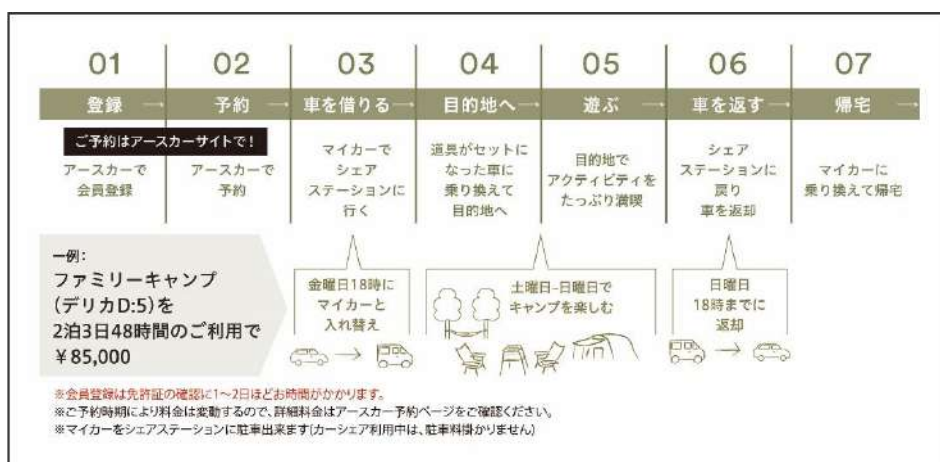 01
02
03
04
05
06
07
登録 →
予約 →
車を借りる →
目的地へ →
遊ぶ →
車を返す →
帰宅
ご予約はアースカーサイトで！
アースカーで
会員登録
アースカーで
予約
マイカーで
シェア
ステーションに
行く
道具がセットに
なった車に
乗り換えて
目的地へ
目的地で
アクティビティを
たっぷり満喫
シェア
ステーションに
戻り
車を返却
マイカーに
乗り換えて帰宅
一例：
ファミリーキャンプ
（デリカD:5）を
2泊3日48時間のご利用で
￥85,000
金曜日18時に
マイカーと
入れ替え
土曜日-日曜日で
キャンプを楽しむ
日曜日
18時までに
返却
※会員登録は免許証の確認に1〜2日ほどお時間がかかります。
※ご予約時期により料金は変動するので、詳細料金はアースカー予約ページをご確認ください。
※マイカーをシェアステーションに駐車出来ます(カーシェア利用中は、駐車料掛かりません)